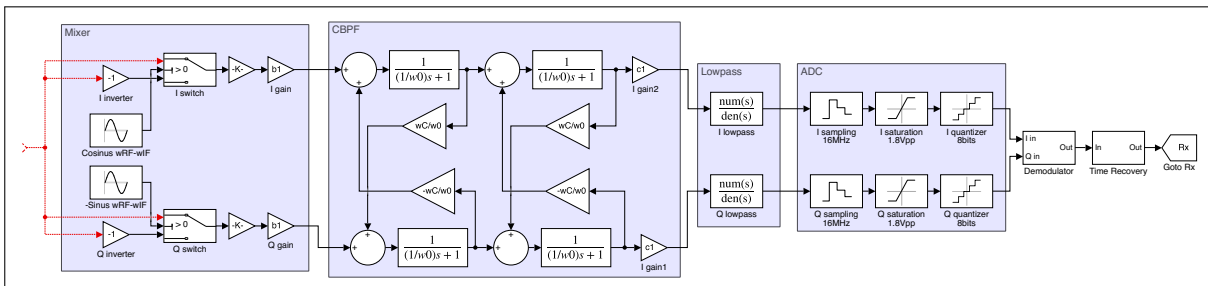 Mixer
-1
I inverter
> 0
I switch
-K-
b1
I gain
Cosinus wRF-wIF
-Sinus wRF-wIF
-1
Q inverter
> 0
Q switch
-K-
b1
Q gain
CBPF
+
+
1
(1/w0)s + 1
+
+
1
(1/w0)s + 1
c1
I gain2
wC/w0
wC/w0
-wC/w0
-wC/w0
+
+
1
(1/w0)s + 1
+
+
1
(1/w0)s + 1
c1
I gain1
Lowpass
num(s)
den(s)
I lowpass
num(s)
den(s)
Q lowpass
ADC
I sampling
16MHz
I saturation
1.8Vpp
I quantizer
8bits
Q sampling
16MHz
Q saturation
1.8Vpp
Q quantizer
8bits
I in
Q in
Out
Demodulator
In
Out
Time Recovery
Rx
Goto Rx